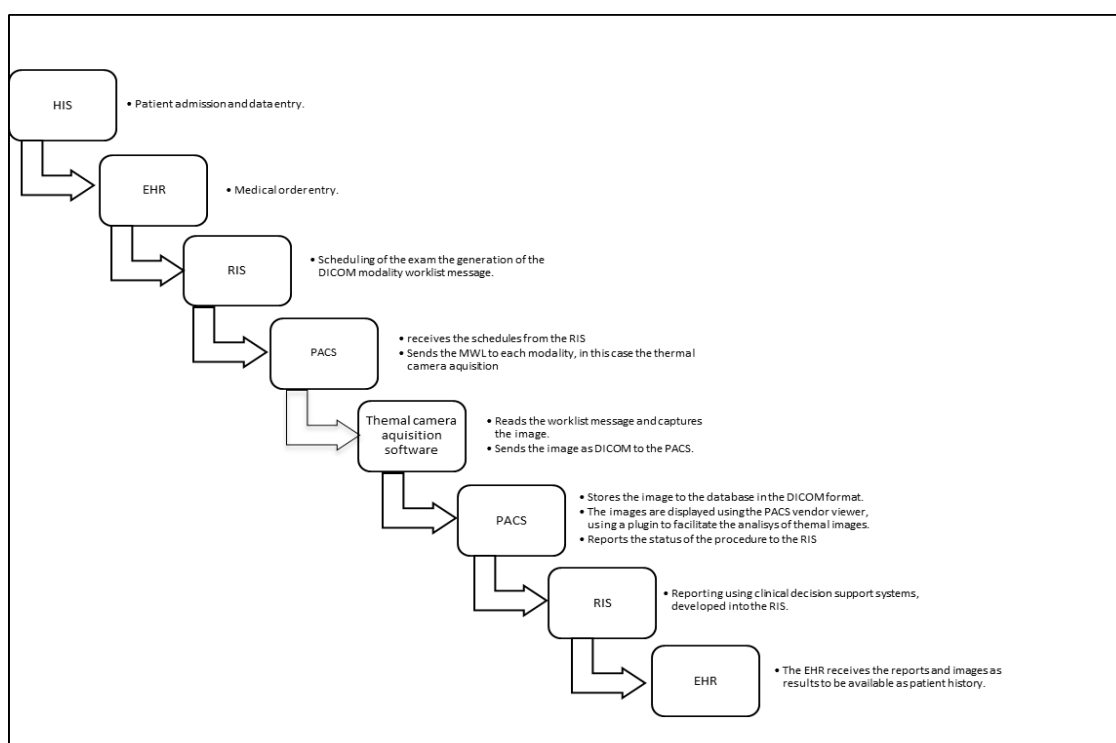 HIS
• Patient admission and data entry.
EHR
• Medical order entry.
RIS
• Scheduling of the exam the generation of the
DICOM modality worklist message.
PACS
• receives the schedules from the RIS
• Sends the MWL to each modality, in this case the thermal
camera aquisition
Themal camera
aquisition
software
• Reads the worklist message and captures
the image.
• Sends the image as DICOM to the PACS.
PACS
• Stores the image to the database in the DICOM format.
• The images are displayed using the PACS vendor viewer,
using a plugin to facilitate the analisys of themal images.
• Reports the status of the procedure to the RIS
RIS
• Reporting using clinical decision support systems,
developed into the RIS.
EHR
• The EHR receives the reports and images as
results to be available as patient history.